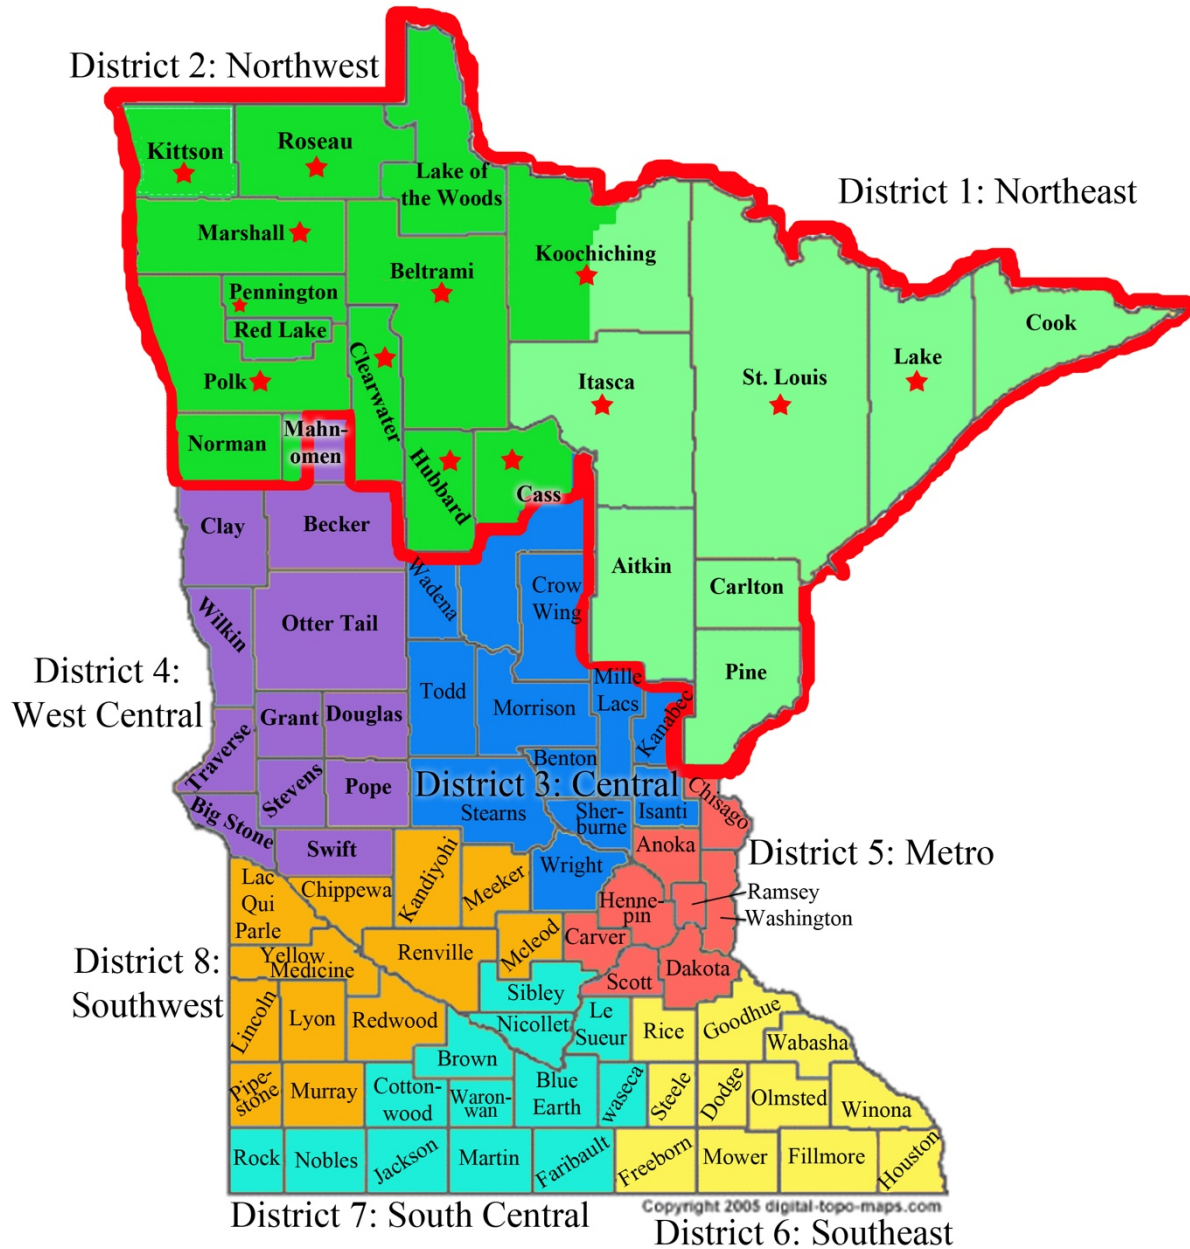 District 2: Northwest
District 1: Northeast
Kittson
Roseau
Lake of
the Woods
Marshall
Koochiching
Beltrami
Pennington
Red Lake
Cook
Clearwater
Lake
Polk
Itasca
St. Louis
Norman
Mahn-
omen
Hubbard
Cass
Clay
Becker
Aitkin
Wadena
Crow
Wing
Carlton
Wilkin
Otter Tail
District 4:
West Central
Todd
Mille
Lacs
Pine
Morrison
Kanabec
Grant
Douglas
Traverse
Benton
District 3: Central
Stevens
Pope
Chisago
Big Stone
Stearns
Sher-
burne
Isanti
Swift
Anoka
District 5: Metro
Kandiyohi
Meeker
Wright
Lac
Qui
Parle
Chippewa
Henne-
pin
Ramsey
Washington
Mcleod
Carver
Renville
Yellow
Medicine
District 8:
Southwest
Dakota
Scott
Sibley
Lincoln
Lyon
Redwood
Nicollet
Le
Sueur
Rice
Goodhue
Wabasha
Brown
Pipe-
stone
Murray
Cotton-
wood
Waron-
wan
Blue
Earth
waseca
Steele
Dodge
Olmsted
Winona
Rock
Nobles
Jackson
Martin
Faribault
Freeborn
Mower
Fillmore
Houston
Copyright 2005 digital-topo-maps.com
District 7: South Central
District 6: Southeast